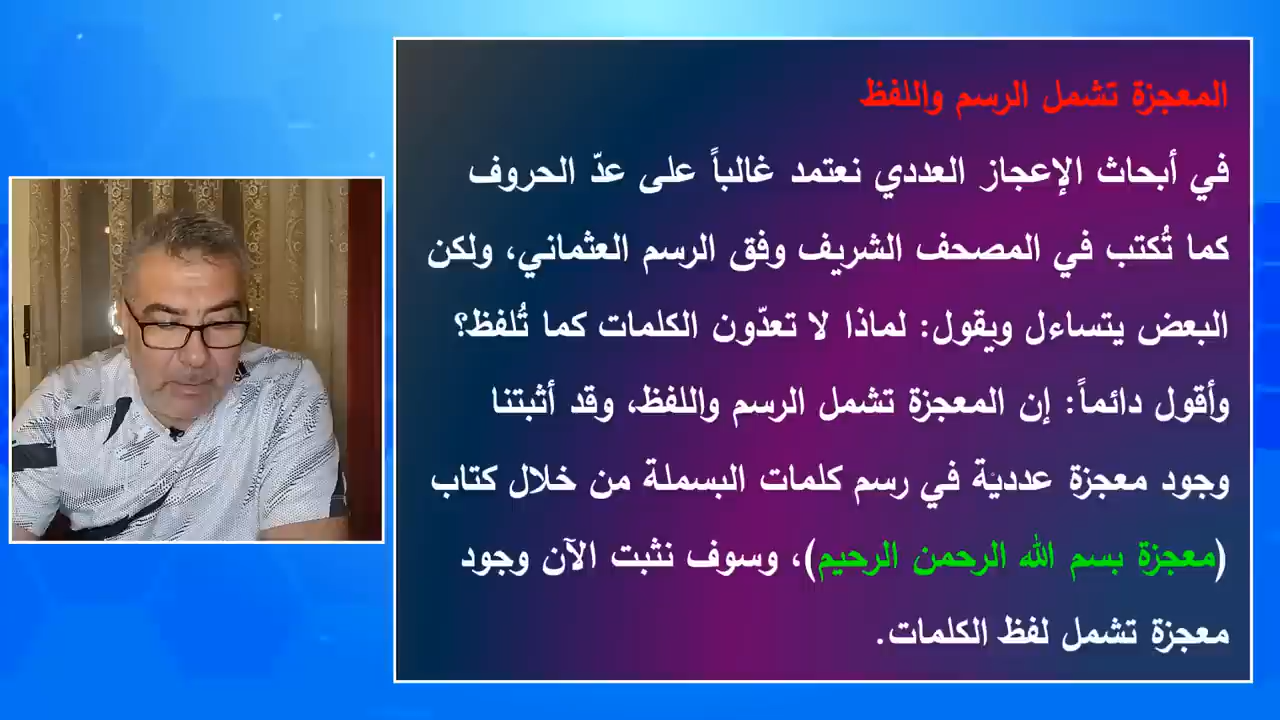 المعجزة تشمل الرسم واللفظ
في أبحاث الإعجاز العددي نعتمد غالباً على عدّ الحروف
كما تُكتب في المصحف الشريف وفق الرسم العثماني، ولكن
البعض يتساءل ويقول: لماذا لا تعدّون الكلمات كما تُلفظ؟
وأقول دائماً: إن المعجزة تشمل الرسم واللفظ، وقد أثبتنا
وجود معجزة عددية في رسم كلمات البسملة من خلال كتاب
(معجزة بسم الله الرحمن الرحيم)، وسوف نثبت الآن وجود
معجزة تشمل لفظ الكلمات.